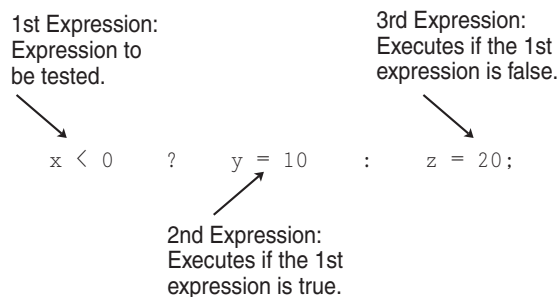 1st Expression:
Expression to
be tested.
3rd Expression:
Executes if the 1st
expression is false.
x < 0 ? y = 10 : z = 20;
2nd Expression:
Executes if the 1st
expression is true.